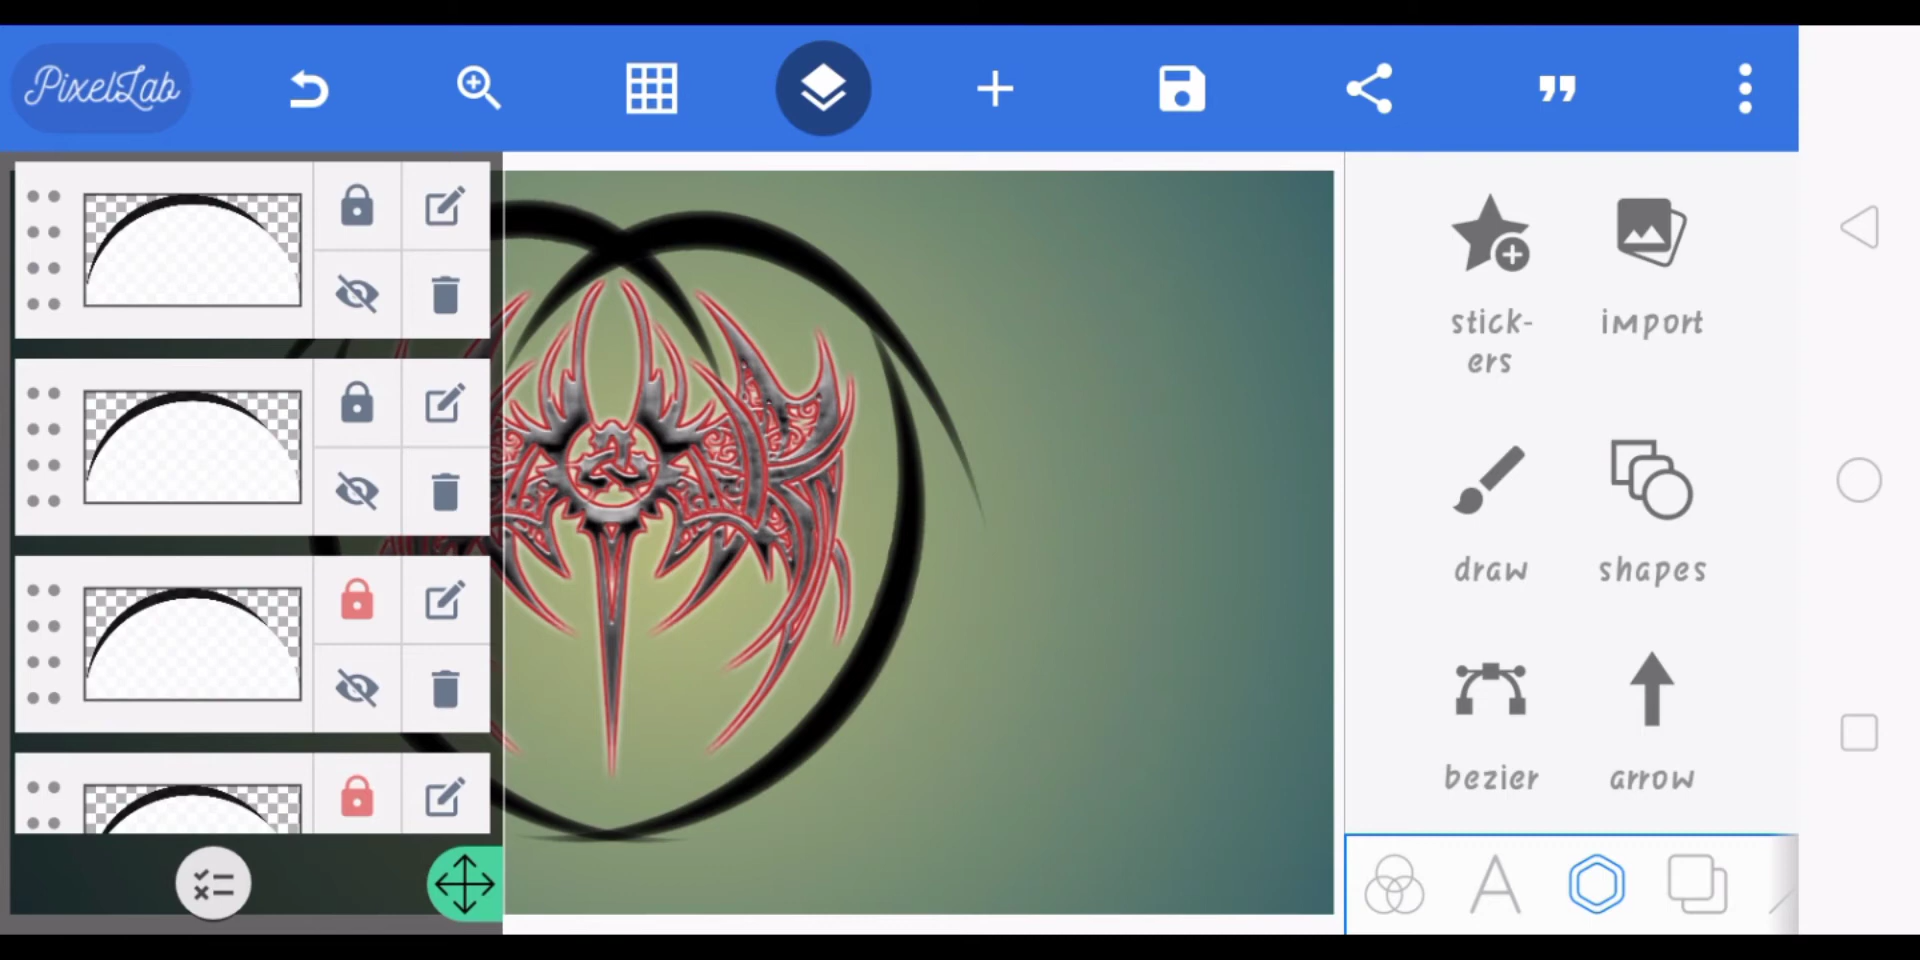 PixelLab
stick-
ers
import
draw
shapes
bezier
arrow